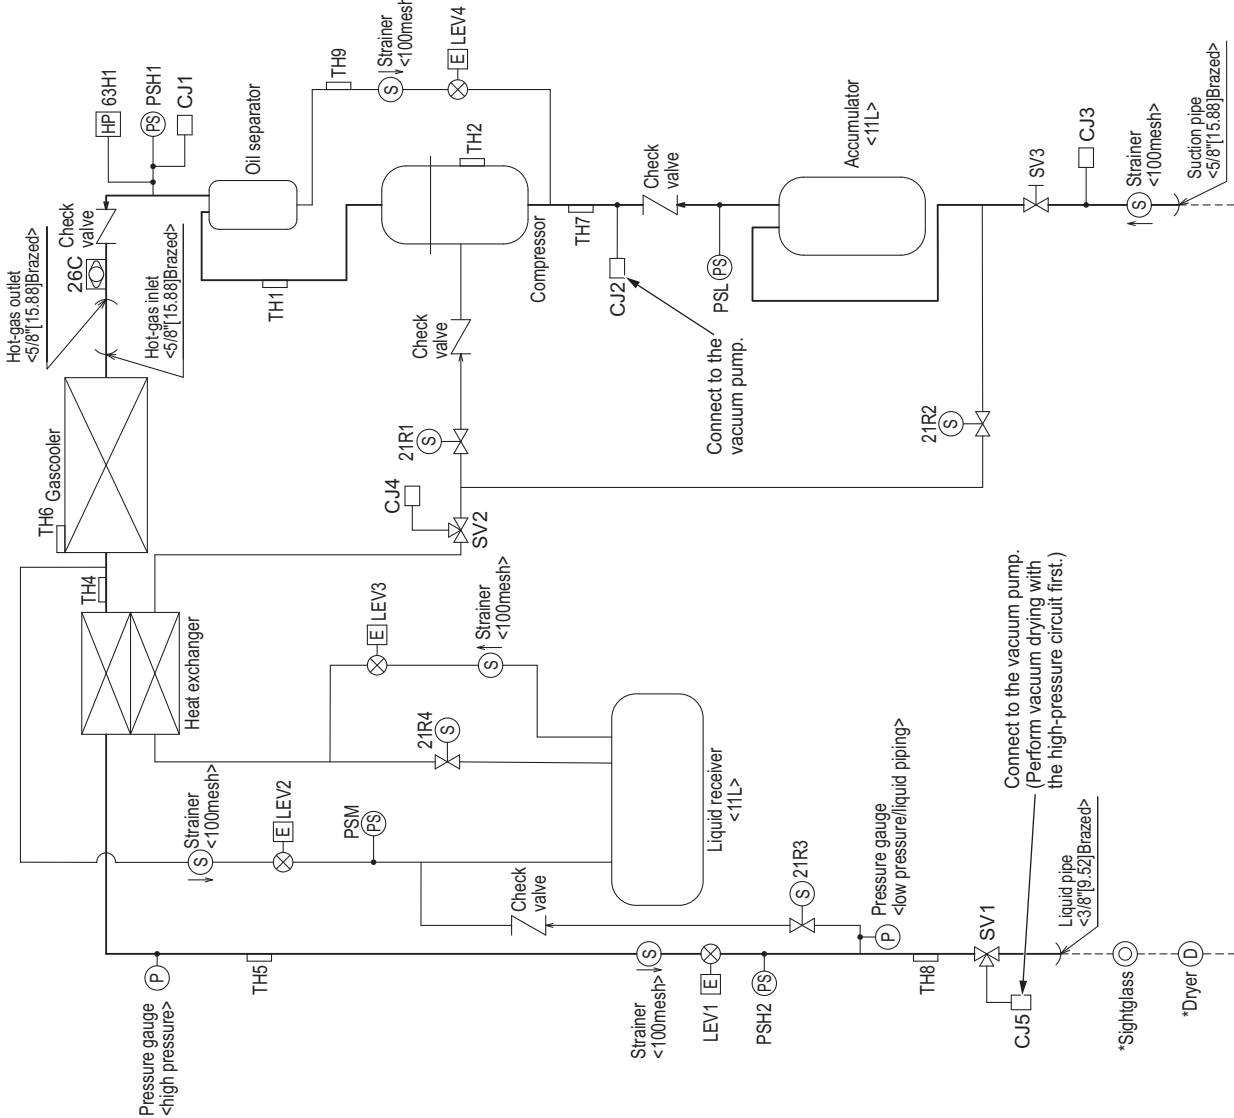 Hot-gas outlet
<5/8"[15.88]Brazed>
Hot-gas inlet
<5/8"[15.88]Brazed>
26C
Check
valve
HP
63H1
PS
PSH1
CJ1
Oil separator
TH1
TH9
Strainer
<100mesh>
S
E
LEV4
TH2
Compressor
TH7
CJ2
Check
valve
PSL
PS
Accumulator
<11L>
SV3
CJ3
Strainer
<100mesh>
S
Suction pipe
<5/8"[15.88]Brazed>
TH6
Gascooler
TH4
Heat exchanger
Check
valve
21R1
S
CJ4
SV2
Connect to the
vacuum pump.
21R2
S
E
LEV3
Strainer
<100mesh>
S
21R4
S
Strainer
<100mesh>
S
E
LEV2
PSM
PS
Liquid receiver
<11L>
Check
valve
S
21R3
Pressure gauge
<low pressure/liquid piping>
P
Pressure gauge
<high pressure>
P
TH5
Strainer
<100mesh>
S
LEV1
E
PSH2
PS
TH8
SV1
CJ5
Connect to the vacuum pump.
(Perform vacuum drying with
the high-pressure circuit first.)
Liquid pipe
<3/8"[9.52]Brazed>
*Sightglass
*Dryer
D